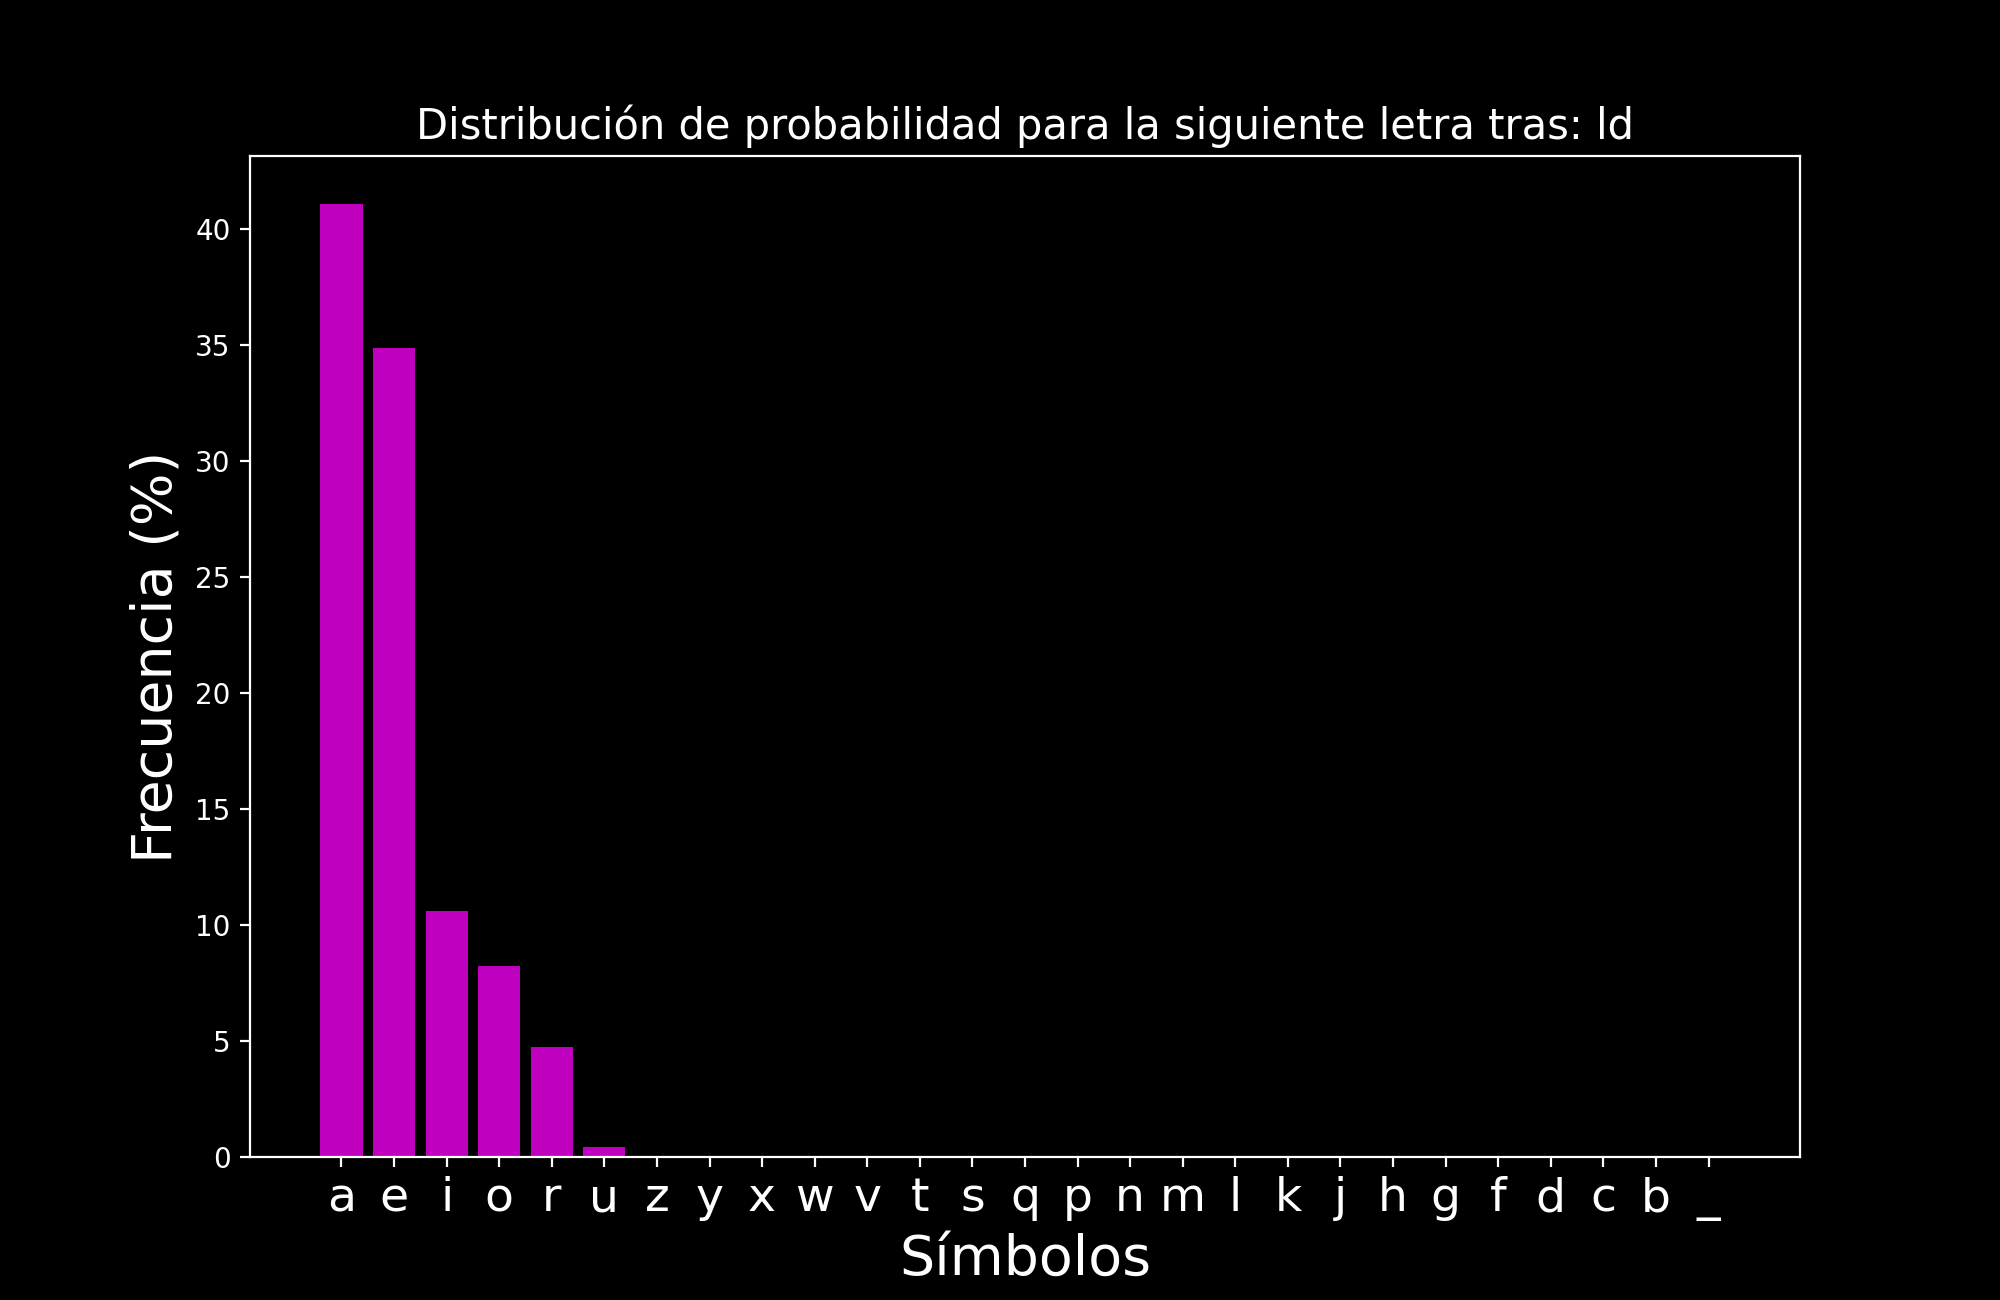 Distribución de probabilidad para la siguiente letra tras: ld
40
35
30
25
20
15
10
5
0
Frecuencia (%)
a e i o r u z y x w v t s q p n m l k j h g f d c b _
Símbolos